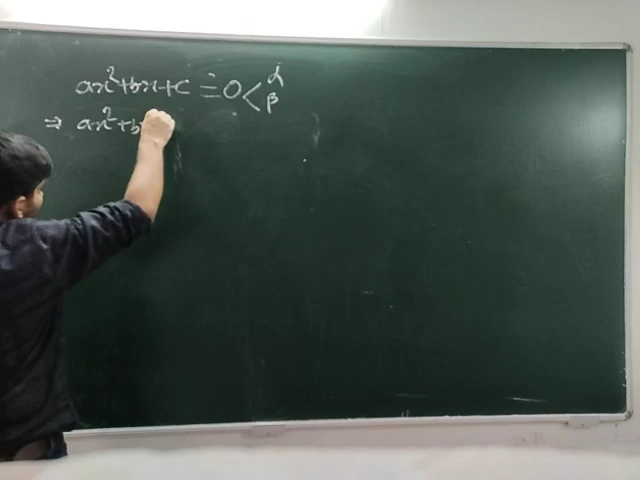 ax²+bx+c = 0 < α
β
⇒ ax²+b